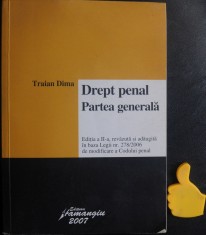 Traian Dima
Drept penal
Partea generală
Ediția a II-a, revăzută și adăugită
în baza Legii nr. 278/2006
de modificare a Codului penal
Editura
Hamangiu
2007